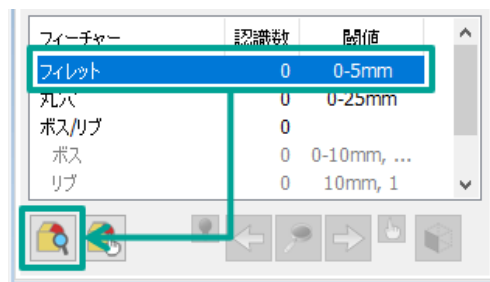 フィーチャー 認識数 閾値
フィレット 0 0-5mm
丸穴 0 0-25mm
ボス/リブ 0
ボス 0 0-10mm, ...
リブ 0 10mm, 1